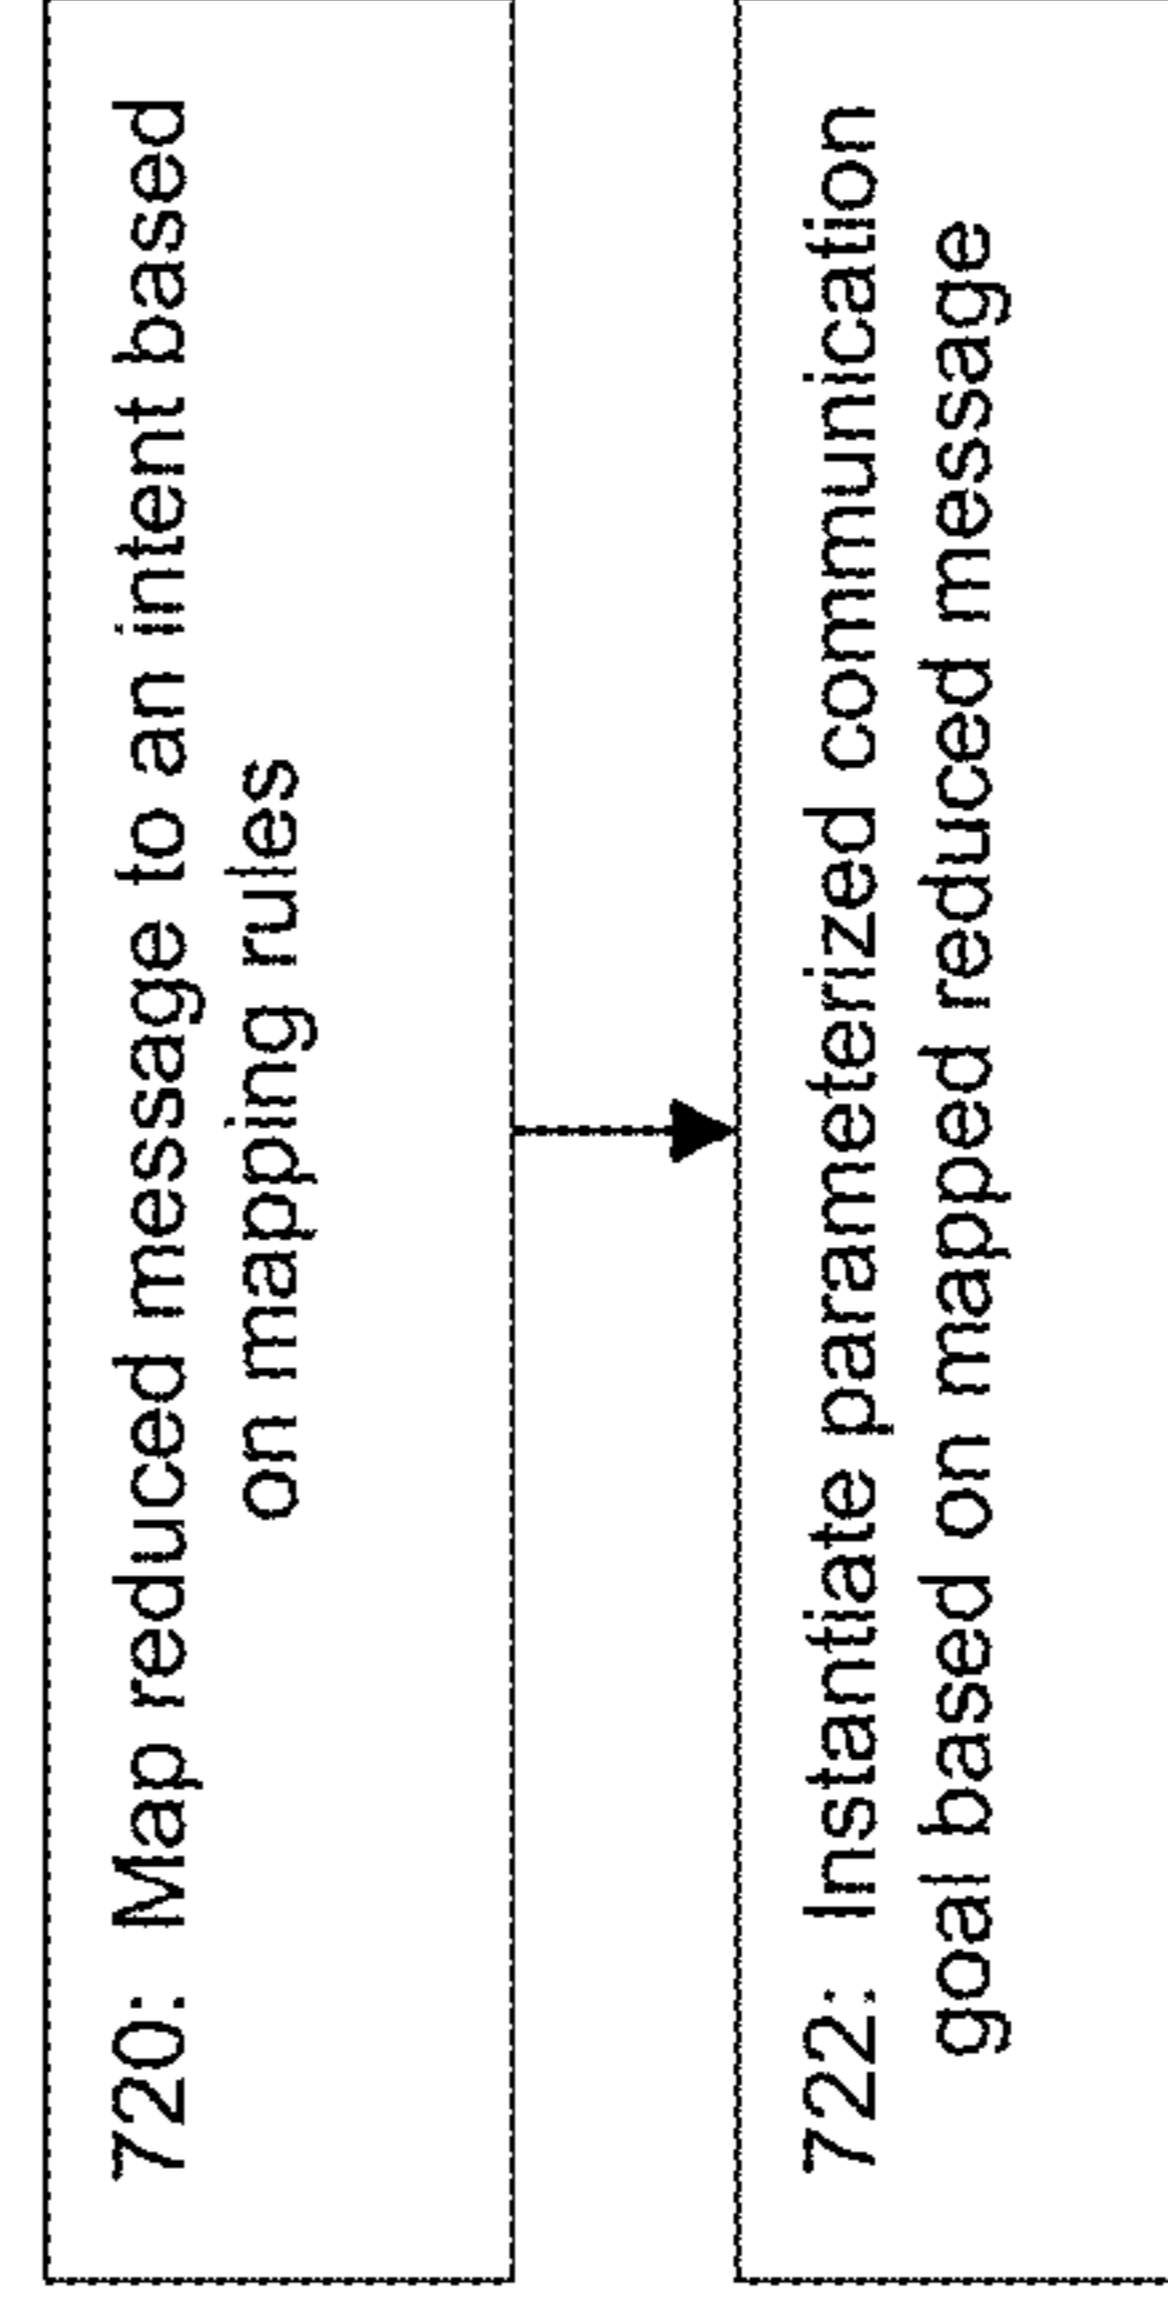 720: Map reduced message to an intent based
on mapping rules
722: Instantiate parameterized communication
goal based on mapped reduced message